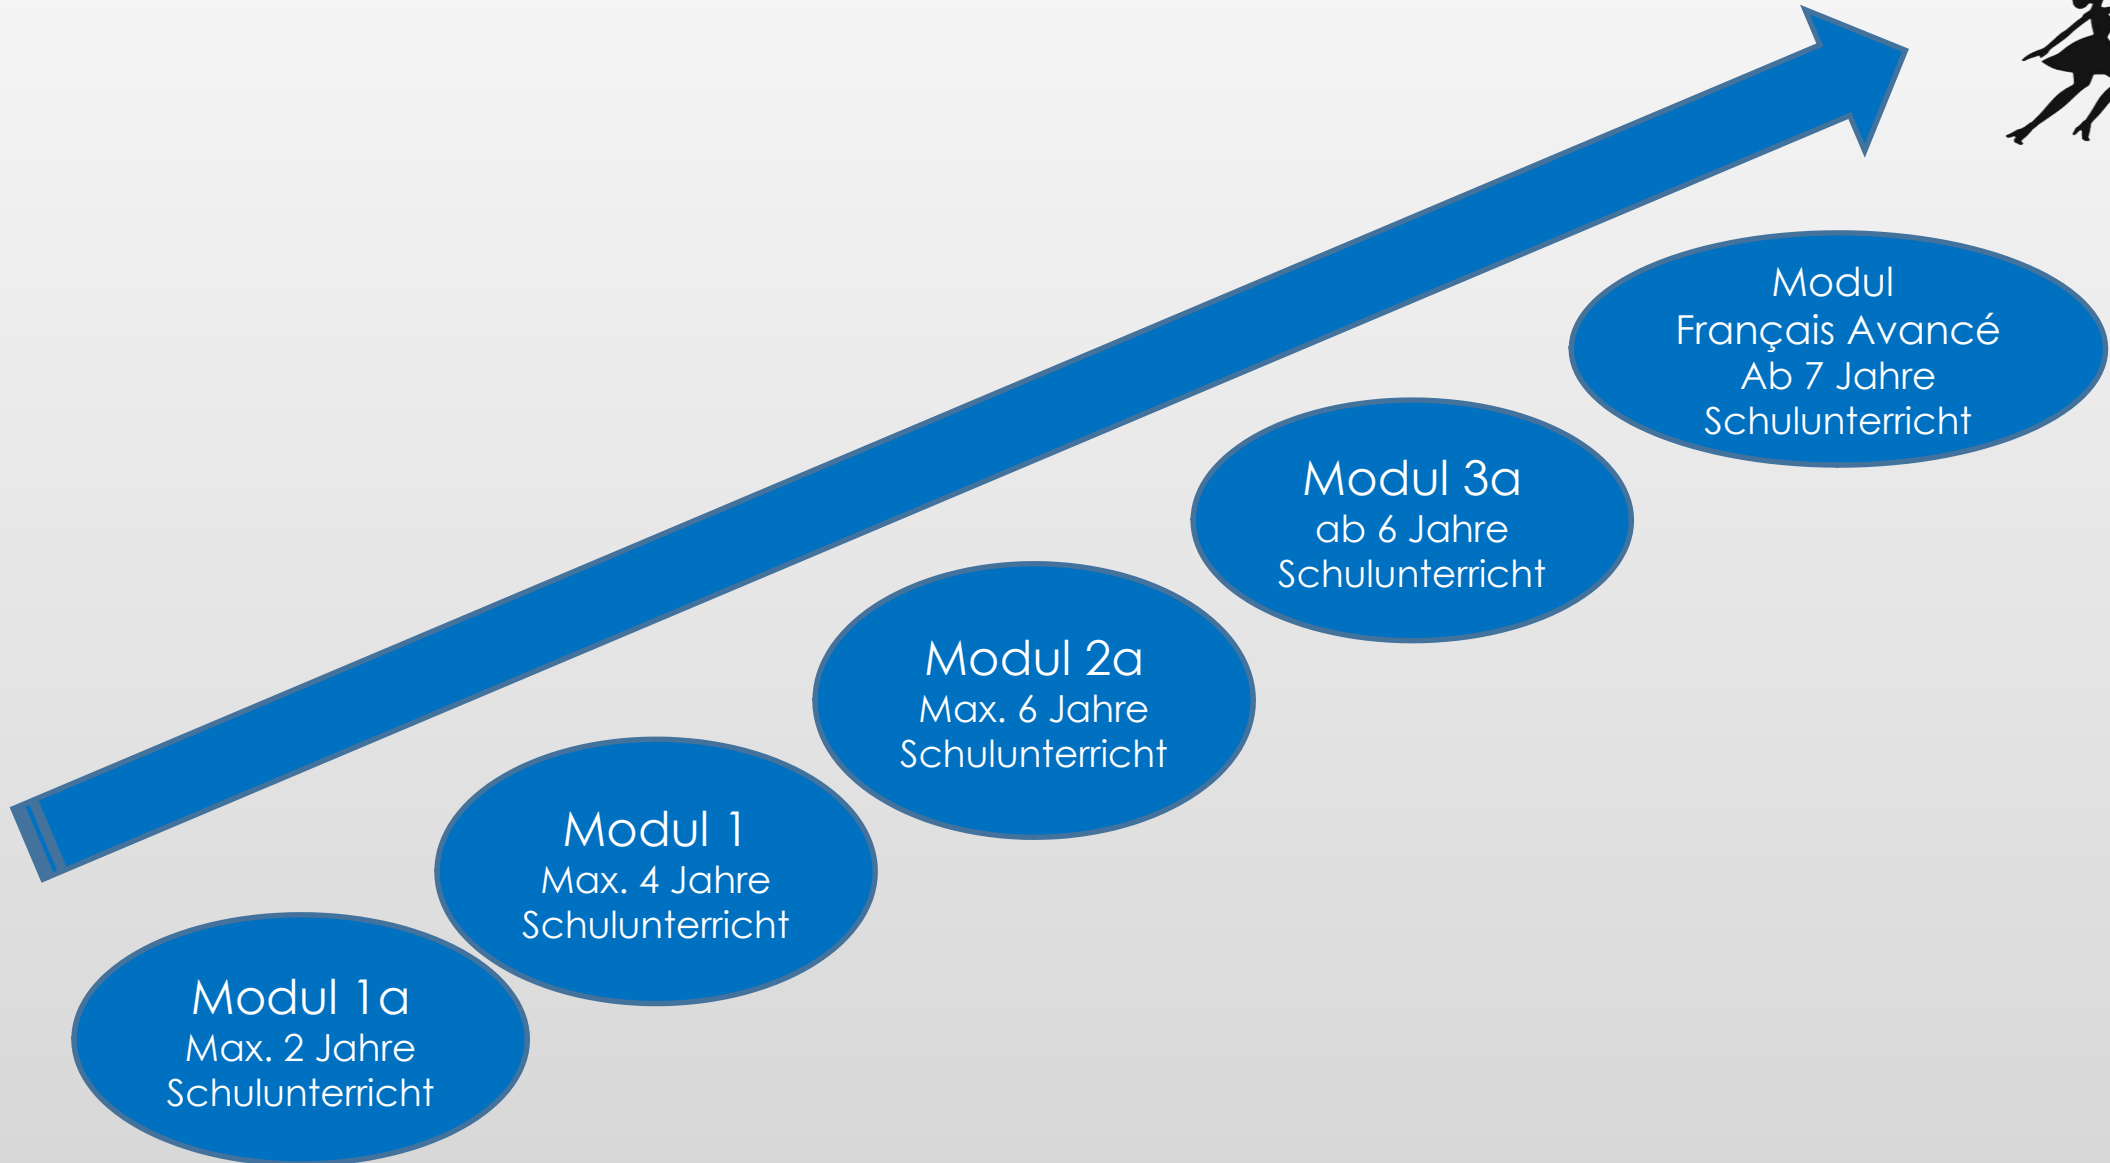 Modul
Français Avancé
Ab 7 Jahre
Schulunterricht
Modul 3a
ab 6 Jahre
Schulunterricht
Modul 2a
Max. 6 Jahre
Schulunterricht
Modul 1
Max. 4 Jahre
Schulunterricht
Modul 1a
Max. 2 Jahre
Schulunterricht